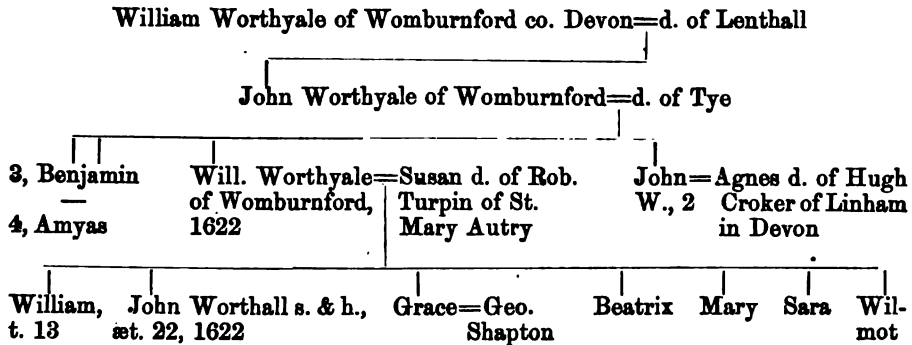 William Worthyale of Womburnford co. Devon=d. of Lenthall
John Worthyale of Womburnford=d. of Tye
3, Benjamin
—
4, Amyas
Will. Worthyale=Susan d. of Rob.
of Womburnford, Turpin of St.
1622 Mary Autry
John=Agnes d. of Hugh
W., 2 Croker of Linham
in Devon
William,
t. 13
John Worthall s. & h.,
æt. 22, 1622
Grace=Geo.
Shapton
Beatrix
Mary
Sara
Wil-
mot